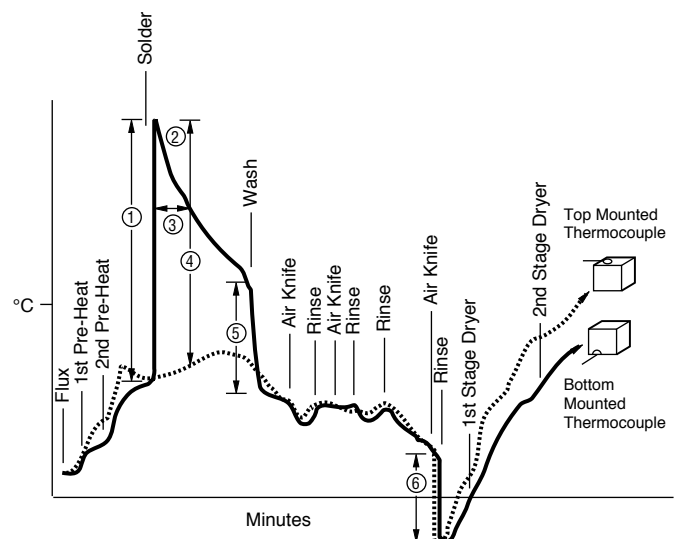 Solder
①
②
③
④
⑤
⑥
Wash
°C
Flux
1st Pre-Heat
2nd Pre-Heat
Air Knife
Rinse
Air Knife
Rinse
Rinse
Air Knife
Rinse
1st Stage Dryer
2nd Stage Dryer
Top Mounted
Thermocouple
Bottom
Mounted
Thermocouple
Minutes